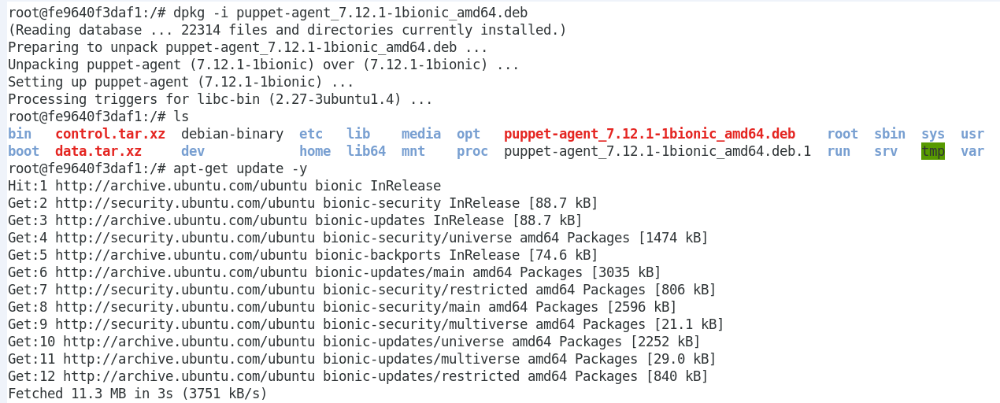 root@fe9640f3daf1:/# dpkg -i puppet-agent_7.12.1-1bionic_amd64.deb
(Reading database ... 22314 files and directories currently installed.)
Preparing to unpack puppet-agent_7.12.1-1bionic_amd64.deb ...
Unpacking puppet-agent (7.12.1-1bionic) over (7.12.1-1bionic) ...
Setting up puppet-agent (7.12.1-1bionic) ...
Processing triggers for libc-bin (2.27-3ubuntu1.4) ...
root@fe9640f3daf1:/# ls
bin   control.tar.xz  debian-binary  etc   lib    media  opt   puppet-agent_7.12.1-1bionic_amd64.deb    root  sbin  sys  usr
boot  data.tar.xz     dev            home  lib64  mnt    proc  puppet-agent_7.12.1-1bionic_amd64.deb.1  run   srv   tmp  var
root@fe9640f3daf1:/# apt-get update -y
Hit:1 http://archive.ubuntu.com/ubuntu bionic InRelease
Get:2 http://security.ubuntu.com/ubuntu bionic-security InRelease [88.7 kB]
Get:3 http://archive.ubuntu.com/ubuntu bionic-updates InRelease [88.7 kB]
Get:4 http://security.ubuntu.com/ubuntu bionic-security/universe amd64 Packages [1474 kB]
Get:5 http://archive.ubuntu.com/ubuntu bionic-backports InRelease [74.6 kB]
Get:6 http://archive.ubuntu.com/ubuntu bionic-updates/main amd64 Packages [3035 kB]
Get:7 http://security.ubuntu.com/ubuntu bionic-security/restricted amd64 Packages [806 kB]
Get:8 http://security.ubuntu.com/ubuntu bionic-security/main amd64 Packages [2596 kB]
Get:9 http://security.ubuntu.com/ubuntu bionic-security/multiverse amd64 Packages [21.1 kB]
Get:10 http://archive.ubuntu.com/ubuntu bionic-updates/universe amd64 Packages [2252 kB]
Get:11 http://archive.ubuntu.com/ubuntu bionic-updates/multiverse amd64 Packages [29.0 kB]
Get:12 http://archive.ubuntu.com/ubuntu bionic-updates/restricted amd64 Packages [840 kB]
Fetched 11.3 MB in 3s (3751 kB/s)